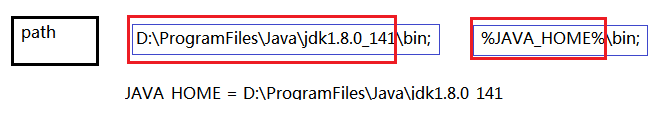 path D:\ProgramFiles\Java\jdk1.8.0_141\bin; %JAVA_HOME%\bin;
JAVA_HOME = D:\ProgramFiles\Java\jdk1.8.0_141